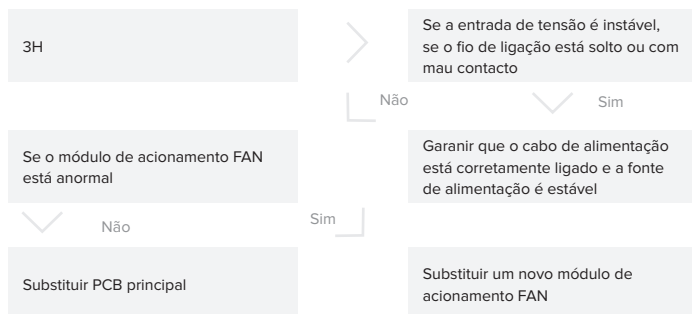 3H
Se a entrada de tensão é instável,
se o fio de ligação está solto ou com
mau contacto
Não
Sim
Se o módulo de acionamento FAN
está anormal
Garanir que o cabo de alimentação
está corretamente ligado e a fonte
de alimentação é estável
Não
Sim
Substituir PCB principal
Substituir um novo módulo de
acionamento FAN